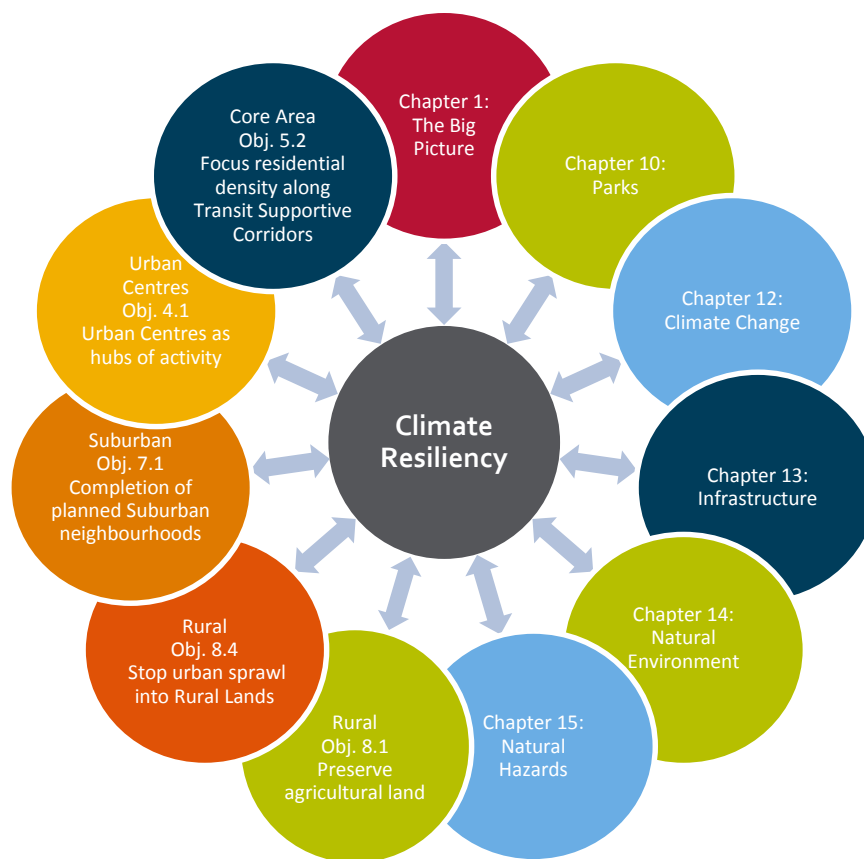 Chapter 1:
The Big
Picture
Chapter 10:
Parks
Chapter 12:
Climate Change
Chapter 13:
Infrastructure
Chapter 14:
Natural
Environment
Chapter 15:
Natural
Hazards
Rural
Obj. 8.1
Preserve
agricultural land
Rural
Obj. 8.4
Stop urban sprawl
into Rural Lands
Suburban
Obj. 7.1
Completion of
planned Suburban
neighbourhoods
Urban
Centres
Obj. 4.1
Urban Centres as
hubs of activity
Core Area
Obj. 5.2
Focus residential
density along
Transit Supportive
Corridors
Climate
Resiliency